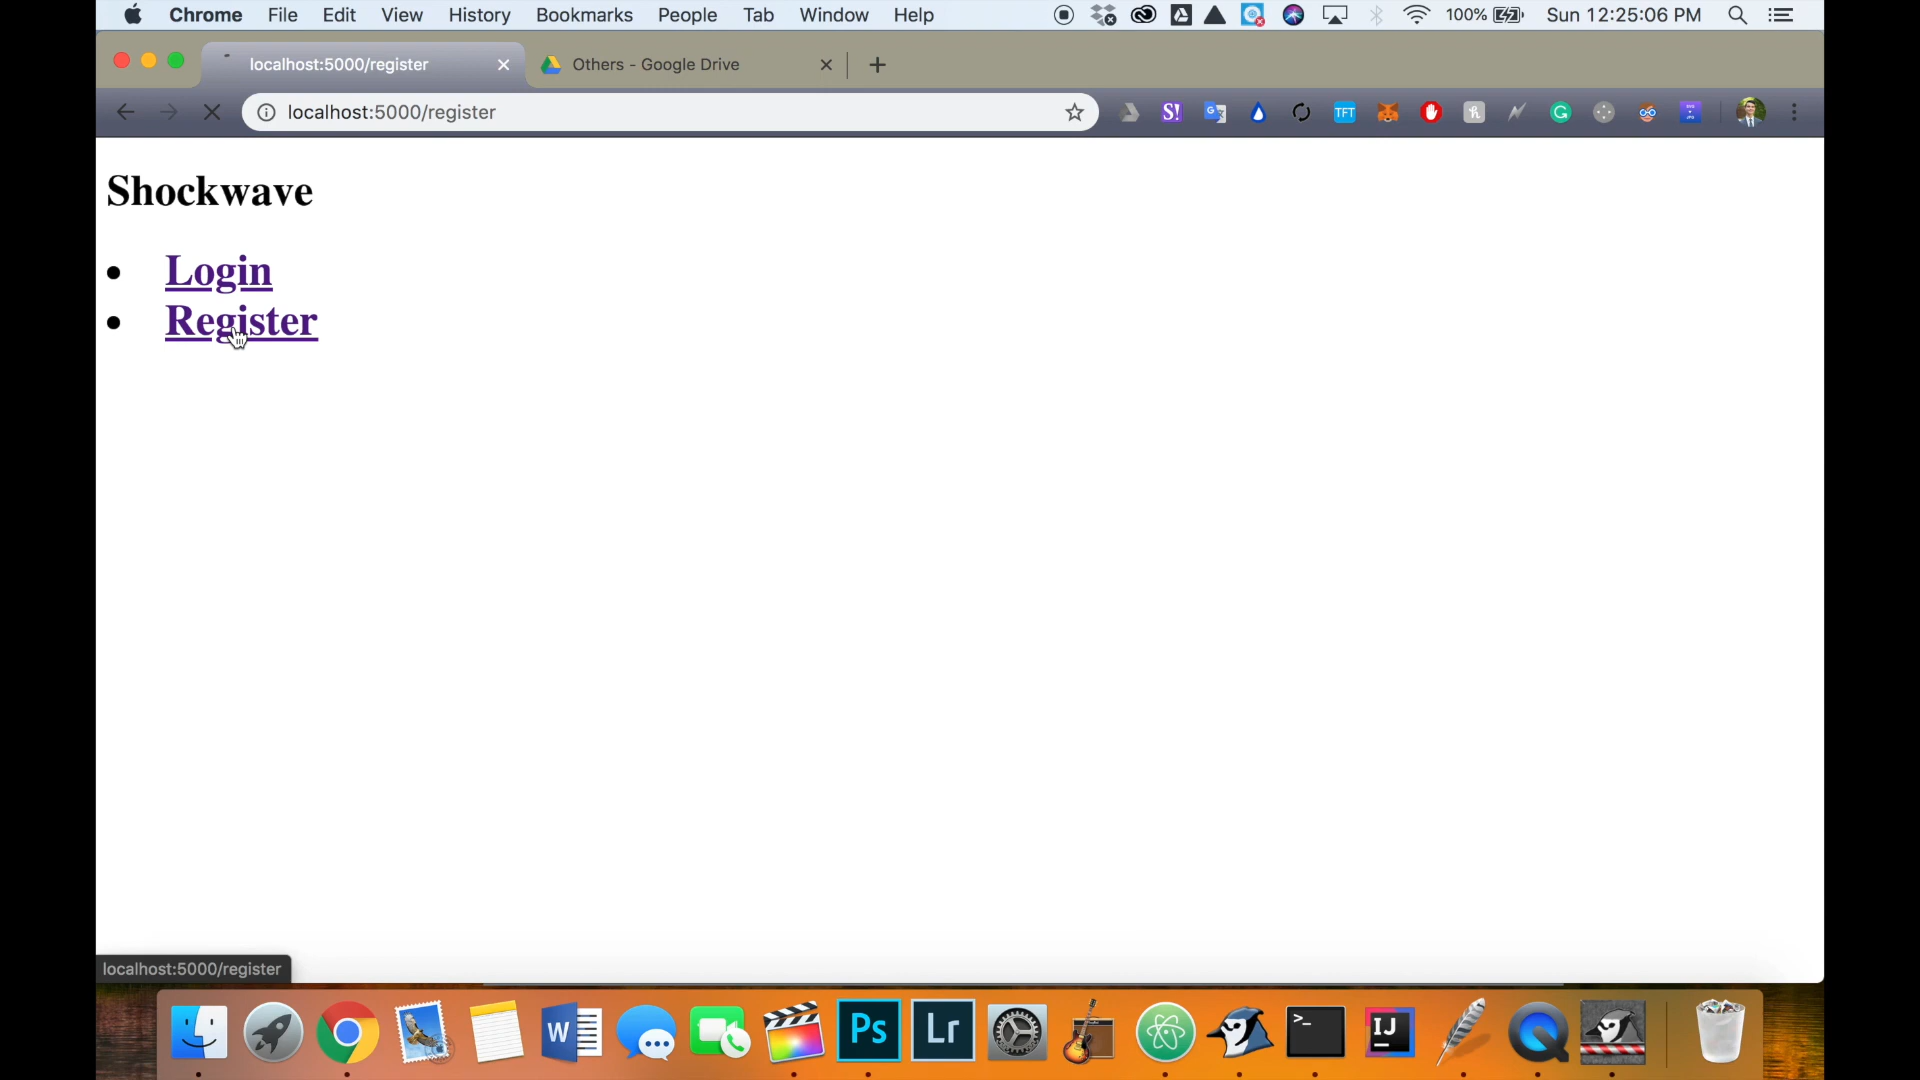 Chrome File Edit View History Bookmarks People Tab Window Help 100% Sun 12:25:06 PM
localhost:5000/register Others - Google Drive
localhost:5000/register S! G TFT h G
Shockwave
• Login
• Register
localhost:5000/register
W Ps Lr >_ IJ